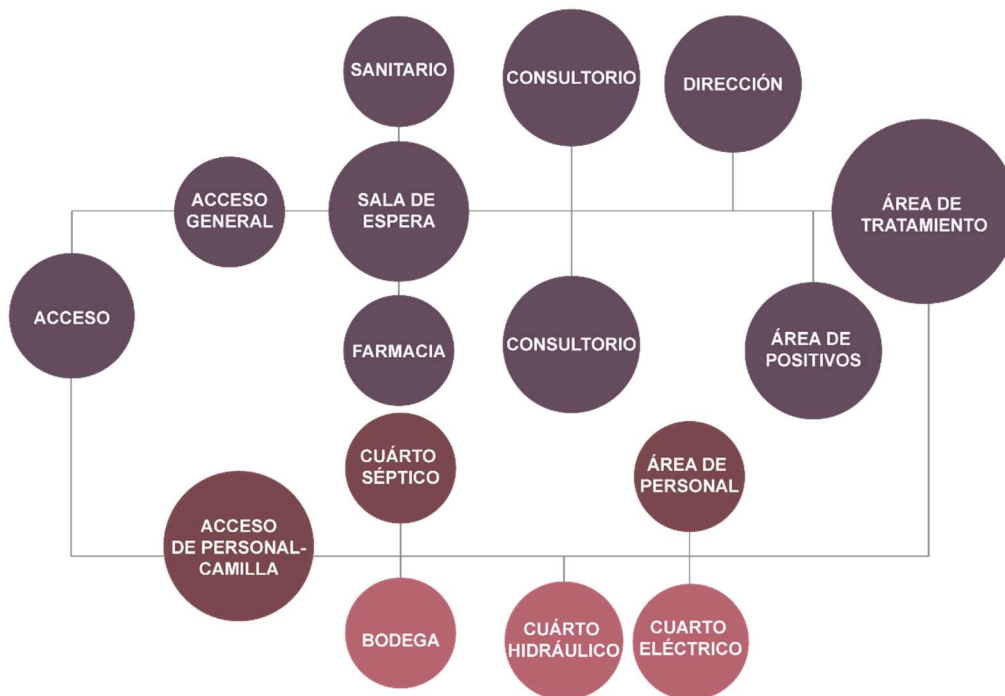 SANITARIO
CONSULTORIO
DIRECCIÓN
ACCESO
GENERAL
SALA DE
ESPERA
ÁREA DE
TRATAMIENTO
ACCESO
FARMACIA
CONSULTORIO
ÁREA DE
POSITIVOS
CUÁRTO
SÉPTICO
ÁREA DE
PERSONAL
ACCESO
DE PERSONAL-
CAMILLA
BODEGA
CUÁRTO
HIDRÁULICO
CUARTO
ELÉCTRICO